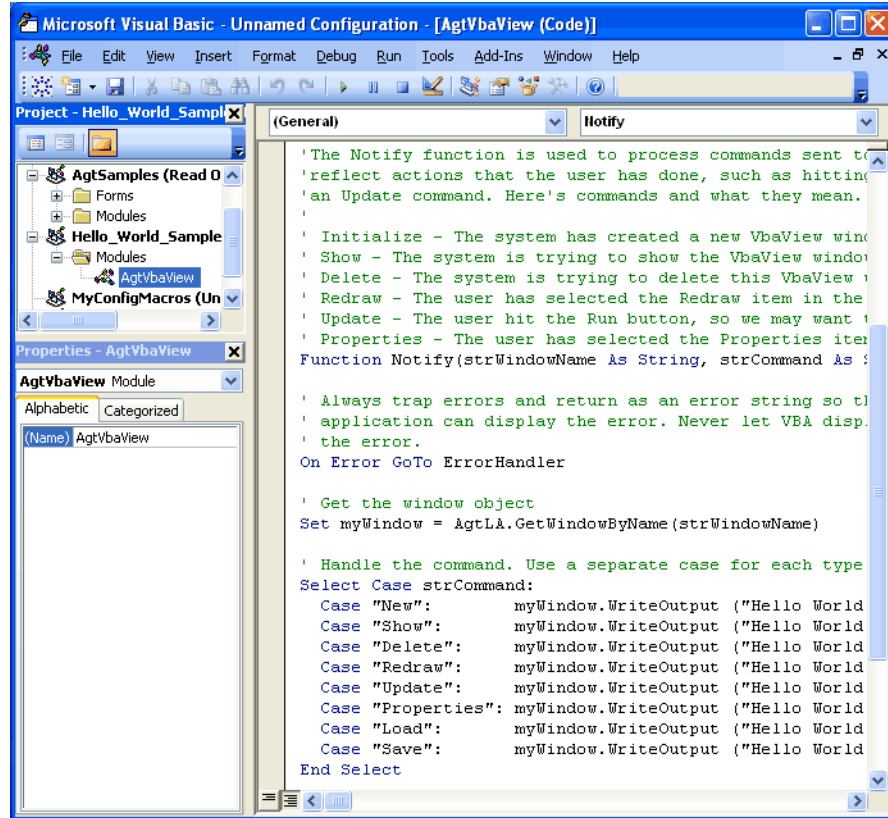 Microsoft Visual Basic - Unnamed Configuration - [AgtVbaView (Code)]
File Edit View Insert Format Debug Run Tools Add-Ins Window Help
Project - Hello_World_Sampl
AgtSamples (Read O
Forms
Modules
Hello_World_Sample
Modules
AgtVbaView
MyConfigMacros (Un
Properties - AgtVbaView
AgtVbaView Module
Alphabetic Categorized
(Name) AgtVbaView
(General) Notify
'The Notify function is used to process commands sent to
'reflect actions that the user has done, such as hitting
'an Update command. Here's commands and what they mean.
'
' Initialize - The system has created a new VbaView wind
' Show - The system is trying to show the VbaView window
' Delete - The system is trying to delete this VbaView
' Redraw - The user has selected the Redraw item in the
' Update - The user hit the Run button, so we may want
' Properties - The user has selected the Properties item
Function Notify(strWindowName As String, strCommand As
' Always trap errors and return as an error string so th
' application can display the error. Never let VBA disp
' the error.
On Error GoTo ErrorHandler
' Get the window object
Set myWindow = AgtLA.GetWindowByName(strWindowName)
' Handle the command. Use a separate case for each type
Select Case strCommand:
Case "New": myWindow.WriteOutput ("Hello World
Case "Show": myWindow.WriteOutput ("Hello World
Case "Delete": myWindow.WriteOutput ("Hello World
Case "Redraw": myWindow.WriteOutput ("Hello World
Case "Update": myWindow.WriteOutput ("Hello World
Case "Properties": myWindow.WriteOutput ("Hello World
Case "Load": myWindow.WriteOutput ("Hello World
Case "Save": myWindow.WriteOutput ("Hello World
End Select